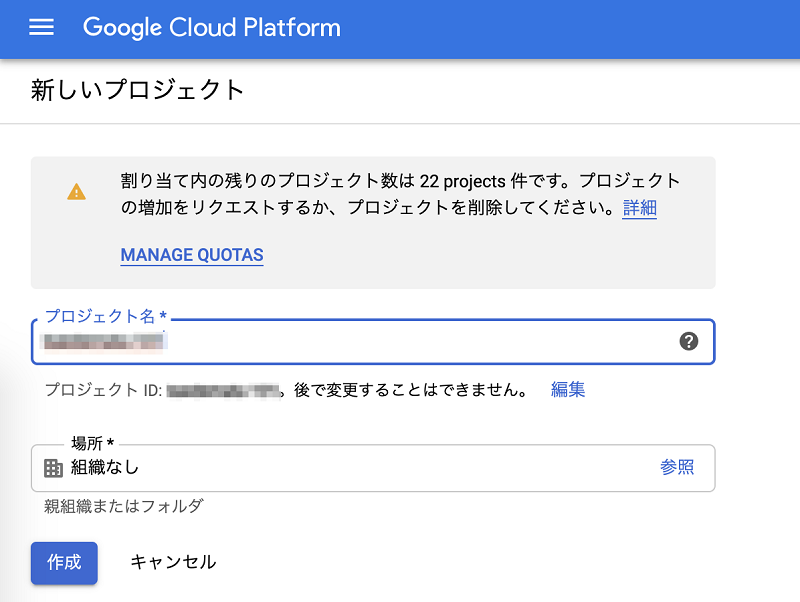 Google Cloud Platform
新しいプロジェクト
割り当て内の残りのプロジェクト数は 22 projects 件です。プロジェクト
の増加をリクエストするか、プロジェクトを削除してください。詳細
MANAGE QUOTAS
プロジェクト名 *
プロジェクト ID: 。後で変更することはできません。 編集
場所 *
組織なし 参照
親組織またはフォルダ
作成 キャンセル